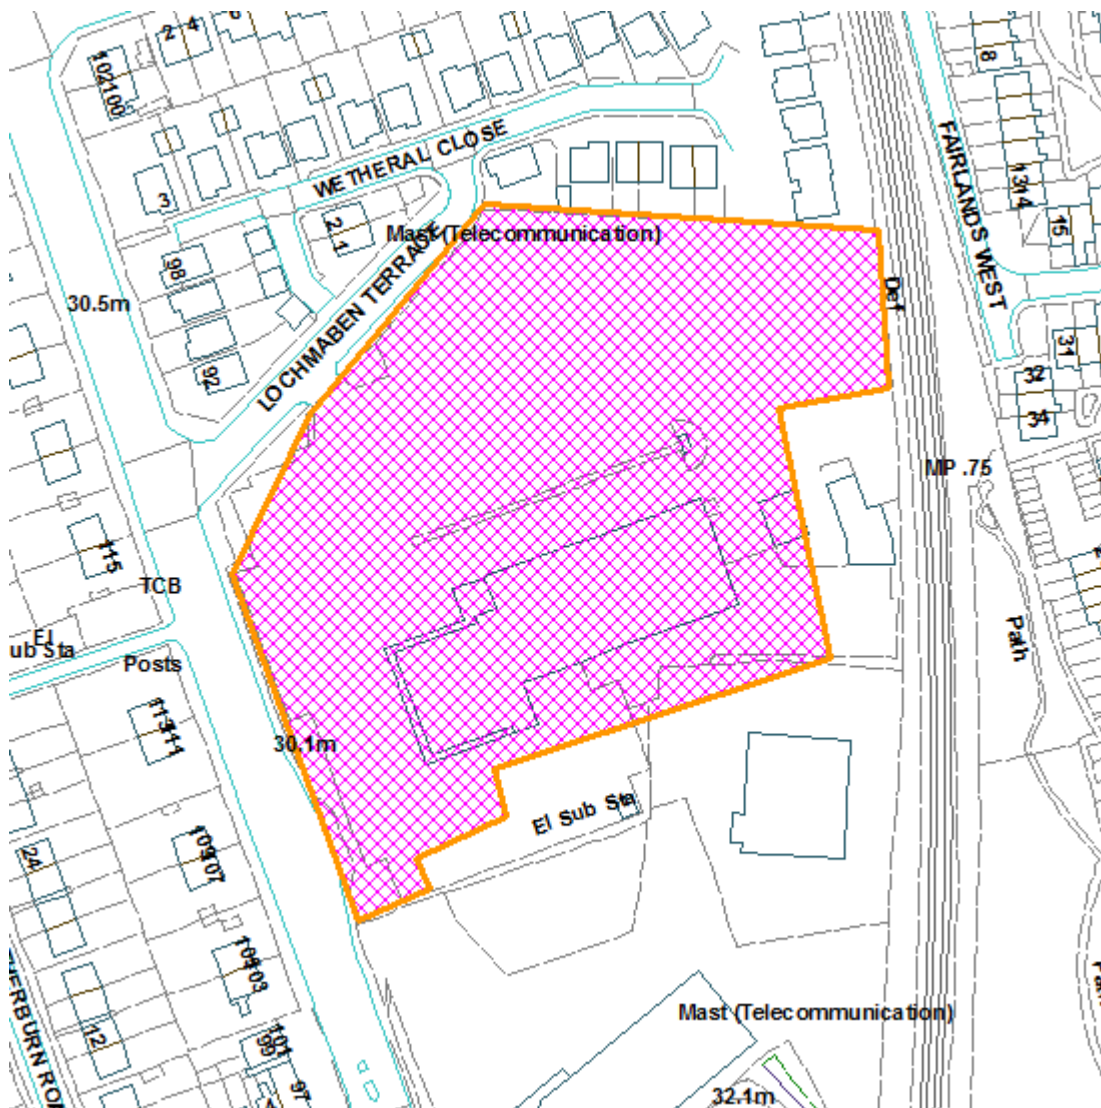 2 4
102
100
8
WETHERAL CLOSE
FAIRLANDS WEST
3
13
14
2
1
Mast (Telecommunication)
15
98
Def
30.5m
LOCHMABEN TERRACE
31
92
32
2
34
MP .75
115
TCB
El
ub Sta
Posts
Path
113
111
30.1m
El Sub Sta
24
109
107
105
103
Mast (Telecommunication)
12
101
99
97
32.1m